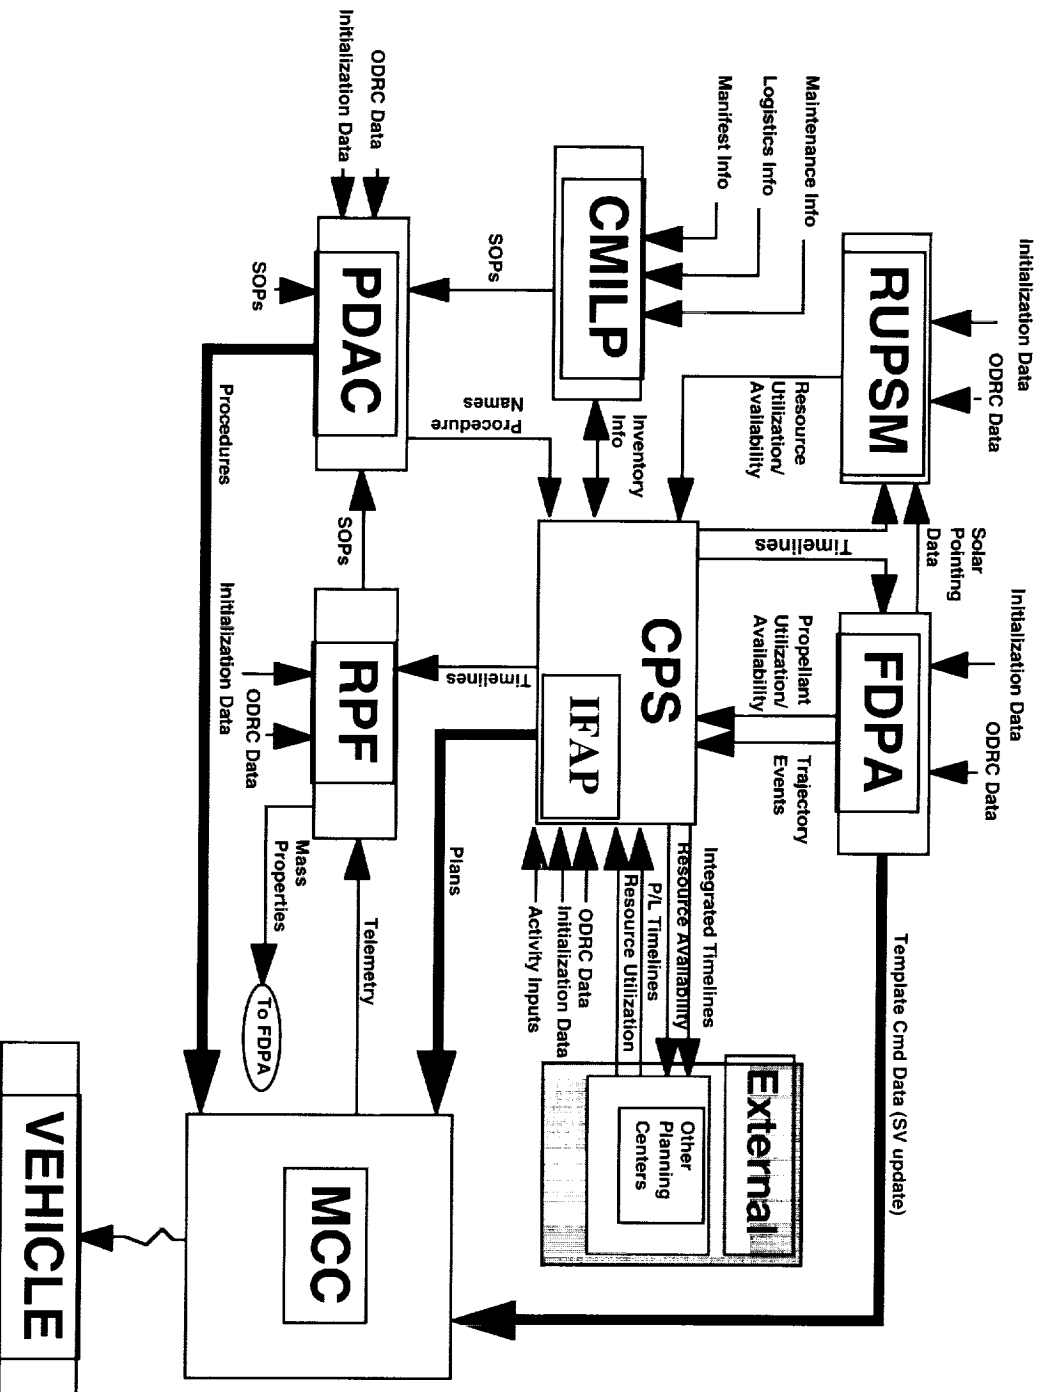 Initialization Data
ODRC Data
Initialization Data
ODRC Data
RUPSM
Solar
Pointing
Data
FDPA
Template Cmd Data (SV update)
Maintenance Info
Logistics Info
Manifest Info
Resource
Utilization/
Availability
Timelines
Propellant
Utilization/
Availability
Trajectory
Events
External
Other
Planning
Centers
Integrated Timelines
Resource Availability
P/L Timelines
Resource Utilization
ODRC Data
Initialization Data
Activity Inputs
CMILP
Inventory
Info
CPS
IFAP
SOPs
Procedure
Names
Timelines
Plans
ODRC Data
Initialization Data
PDAC
SOPs
RPF
Telemetry
MCC
SOPs
Initialization Data
ODRC Data
Mass
Properties
To FDPA
Procedures
VEHICLE